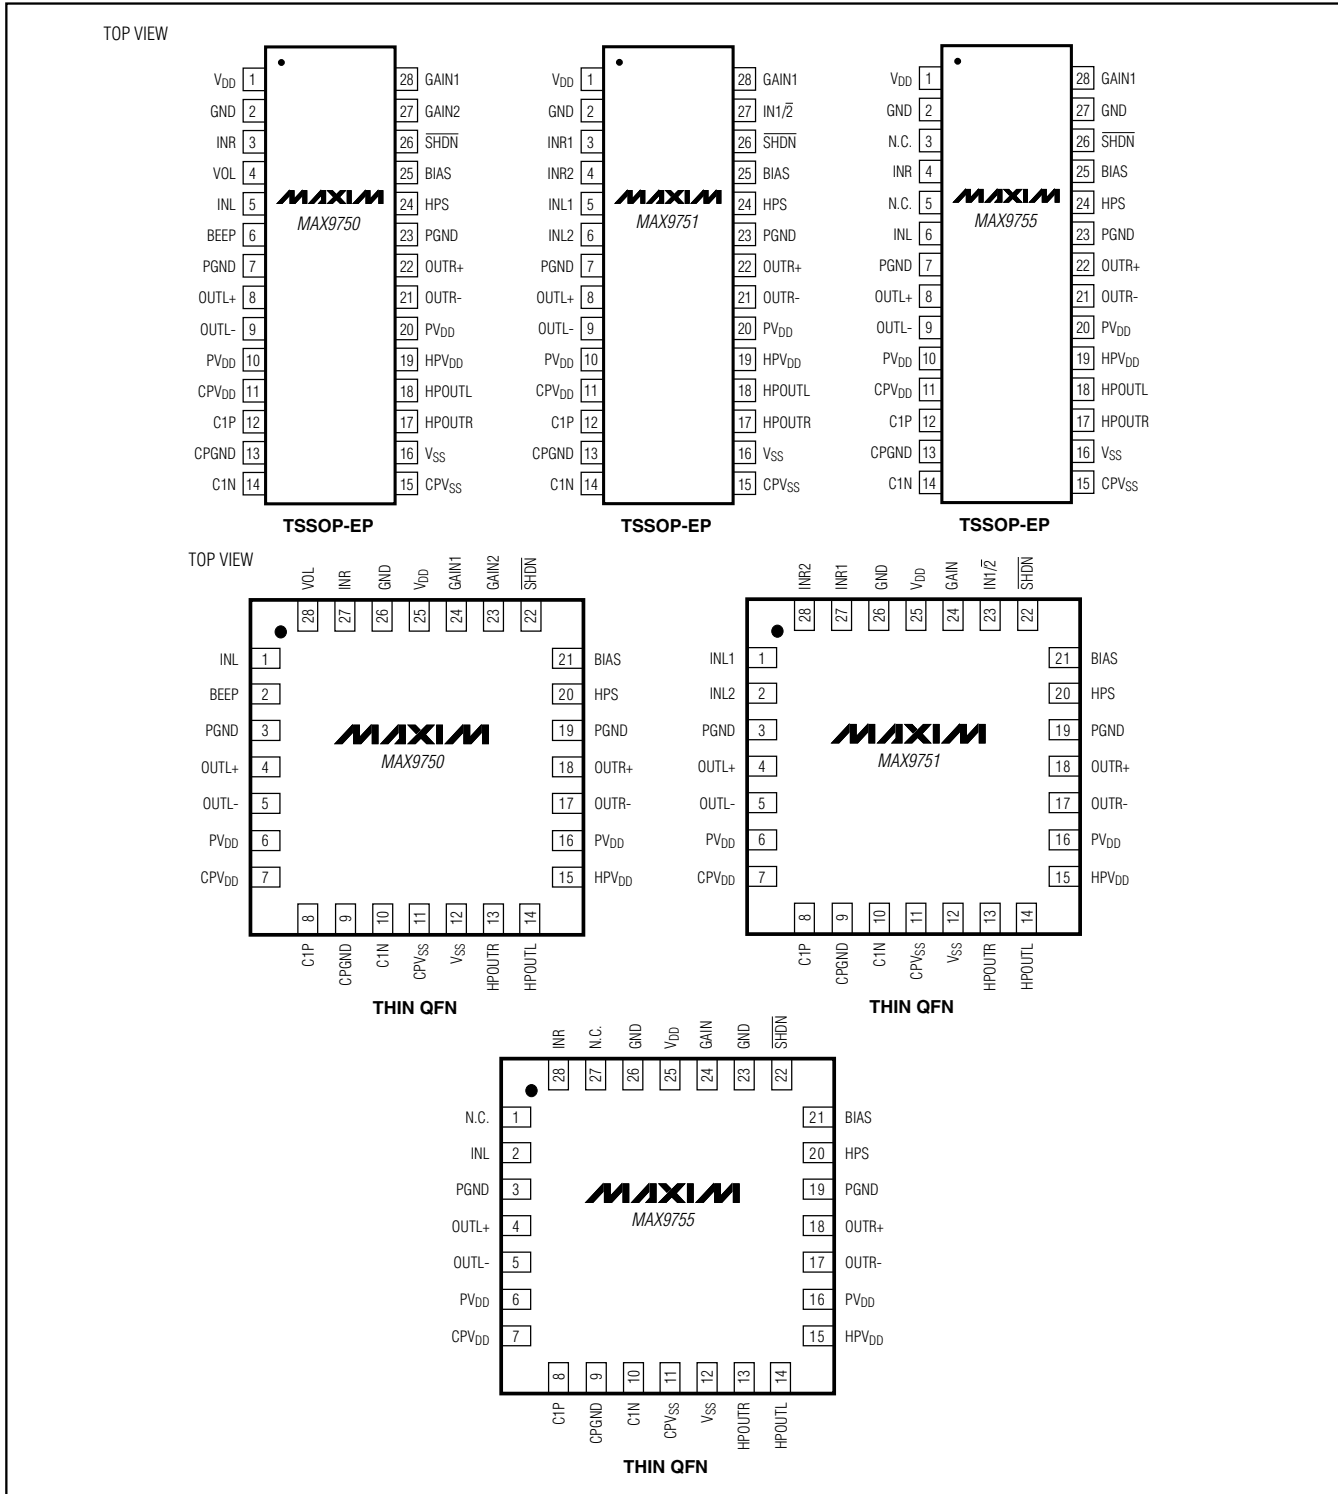 TOP VIEW
VDD 1 28 GAIN1
GND 2 27 GAIN2
INR 3 26 S̅H̅D̅N̅
VOL 4 25 BIAS
INL 5 24 HPS
BEEP 6 23 PGND
PGND 7 22 OUTR+
OUTL+ 8 21 OUTR-
OUTL- 9 20 PVDD
PVDD 10 19 HPVDD
CPVDD 11 18 HPOUTL
C1P 12 17 HPOUTR
CPGND 13 16 VSS
C1N 14 15 CPVSS
MAXIM
MAX9750
TSSOP-EP
VDD 1 28 GAIN1
GND 2 27 IN1/2̅
INR1 3 26 S̅H̅D̅N̅
INR2 4 25 BIAS
INL1 5 24 HPS
INL2 6 23 PGND
PGND 7 22 OUTR+
OUTL+ 8 21 OUTR-
OUTL- 9 20 PVDD
PVDD 10 19 HPVDD
CPVDD 11 18 HPOUTL
C1P 12 17 HPOUTR
CPGND 13 16 VSS
C1N 14 15 CPVSS
MAXIM
MAX9751
TSSOP-EP
VDD 1 28 GAIN1
GND 2 27 GND
N.C. 3 26 S̅H̅D̅N̅
INR 4 25 BIAS
N.C. 5 24 HPS
INL 6 23 PGND
PGND 7 22 OUTR+
OUTL+ 8 21 OUTR-
OUTL- 9 20 PVDD
PVDD 10 19 HPVDD
CPVDD 11 18 HPOUTL
C1P 12 17 HPOUTR
CPGND 13 16 VSS
C1N 14 15 CPVSS
MAXIM
MAX9755
TSSOP-EP
TOP VIEW
VOL INR GND VDD GAIN1 GAIN2 S̅H̅D̅N̅
28 27 26 25 24 23 22
INL 1 21 BIAS
BEEP 2 20 HPS
PGND 3 19 PGND
OUTL+ 4 18 OUTR+
OUTL- 5 17 OUTR-
PVDD 6 16 PVDD
CPVDD 7 15 HPVDD
MAXIM
MAX9750
8 9 10 11 12 13 14
C1P CPGND C1N CPVSS VSS HPOUTR HPOUTL
THIN QFN
INR2 INR1 GND VDD GAIN IN1/2̅ S̅H̅D̅N̅
28 27 26 25 24 23 22
INL1 1 21 BIAS
INL2 2 20 HPS
PGND 3 19 PGND
OUTL+ 4 18 OUTR+
OUTL- 5 17 OUTR-
PVDD 6 16 PVDD
CPVDD 7 15 HPVDD
MAXIM
MAX9751
8 9 10 11 12 13 14
C1P CPGND C1N CPVSS VSS HPOUTR HPOUTL
THIN QFN
INR N.C. GND VDD GAIN GND S̅H̅D̅N̅
28 27 26 25 24 23 22
N.C. 1 21 BIAS
INL 2 20 HPS
PGND 3 19 PGND
OUTL+ 4 18 OUTR+
OUTL- 5 17 OUTR-
PVDD 6 16 PVDD
CPVDD 7 15 HPVDD
MAXIM
MAX9755
8 9 10 11 12 13 14
C1P CPGND C1N CPVSS VSS HPOUTR HPOUTL
THIN QFN